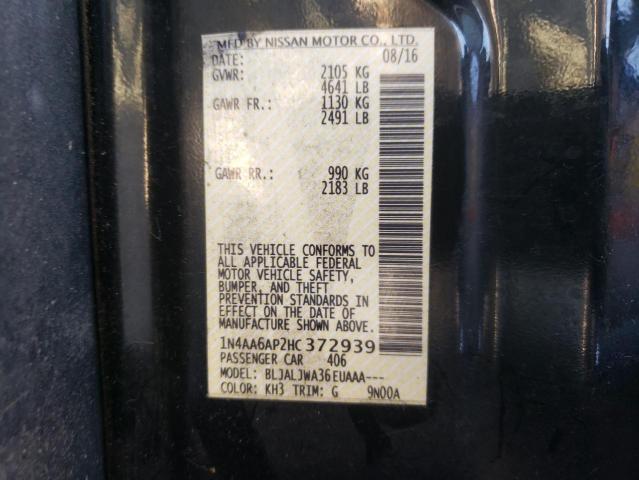 MFD BY NISSAN MOTOR CO., LTD.
DATE: 08/16
GVWR: 2105 KG
4641 LB
GAWR FR.: 1130 KG
2491 LB
GAWR RR.: 990 KG
2183 LB
THIS VEHICLE CONFORMS TO
ALL APPLICABLE FEDERAL
MOTOR VEHICLE SAFETY,
BUMPER, AND THEFT
PREVENTION STANDARDS IN
EFFECT ON THE DATE OF
MANUFACTURE SHOWN ABOVE.
1N4AA6AP2HC372939
PASSENGER CAR 406
MODEL: BLJALJWA36EUAAA---
COLOR: KH3 TRIM: G 9N00A